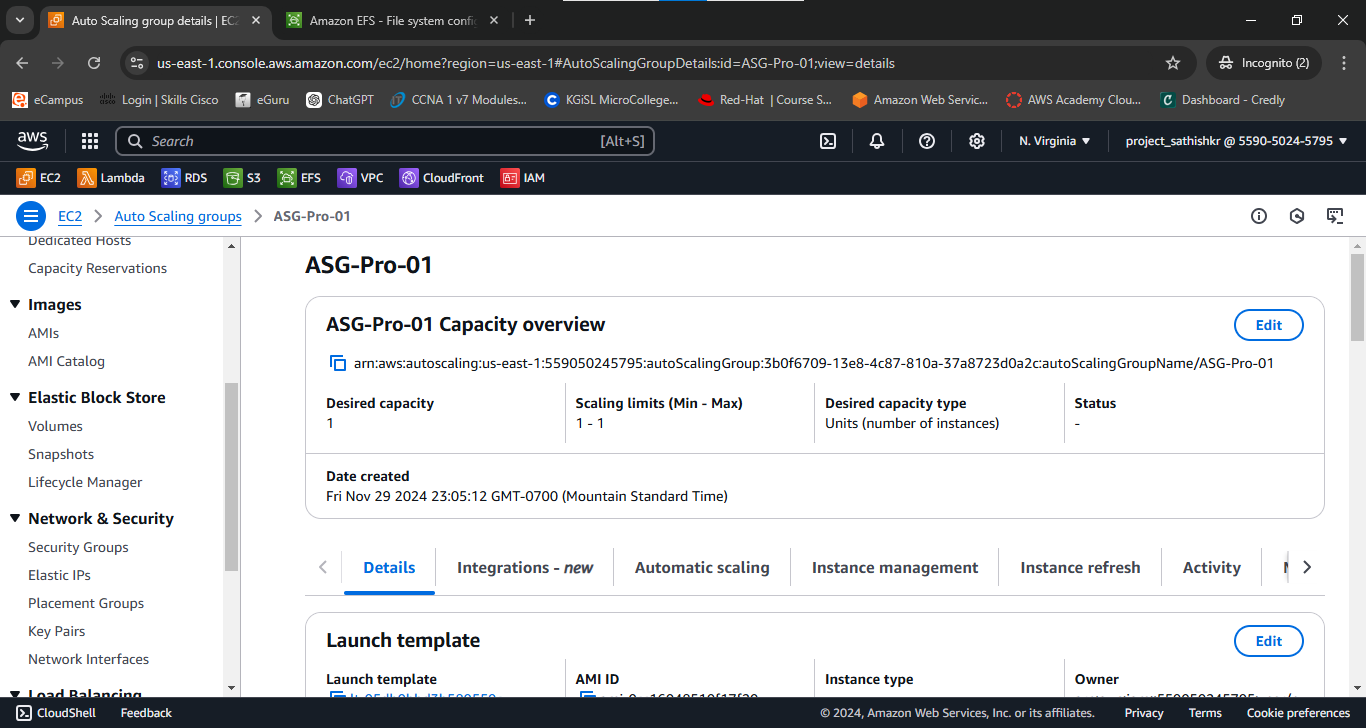 Auto Scaling group details | EC2
Amazon EFS - File system confi
us-east-1.console.aws.amazon.com/ec2/home?region=us-east-1#AutoScalingGroupDetails:id=ASG-Pro-01;view=details
Incognito (2)
eCampus
Login | Skills Cisco
eGuru
ChatGPT
CCNA 1 v7 Modules...
KGiSL MicroCollege...
Red-Hat | Course S...
Amazon Web Servic...
AWS Academy Clou...
Dashboard - Credly
aws
Search
[Alt+S]
N. Virginia
project_sathishkr @ 5590-5024-5795
EC2
Lambda
RDS
S3
EFS
VPC
CloudFront
IAM
EC2
Auto Scaling groups
ASG-Pro-01
Dedicated Hosts
Capacity Reservations
Images
AMIs
AMI Catalog
Elastic Block Store
Volumes
Snapshots
Lifecycle Manager
Network & Security
Security Groups
Elastic IPs
Placement Groups
Key Pairs
Network Interfaces
Load Balancing
ASG-Pro-01
ASG-Pro-01 Capacity overview
Edit
arn:aws:autoscaling:us-east-1:559050245795:autoScalingGroup:3b0f6709-13e8-4c87-810a-37a8723d0a2c:autoScalingGroupName/ASG-Pro-01
Desired capacity
1
Scaling limits (Min - Max)
1 - 1
Desired capacity type
Units (number of instances)
Status
-
Date created
Fri Nov 29 2024 23:05:12 GMT-0700 (Mountain Standard Time)
Details
Integrations - new
Automatic scaling
Instance management
Instance refresh
Activity
Launch template
Edit
Launch template
AMI ID
Instance type
Owner
CloudShell
Feedback
© 2024, Amazon Web Services, Inc. or its affiliates.
Privacy
Terms
Cookie preferences